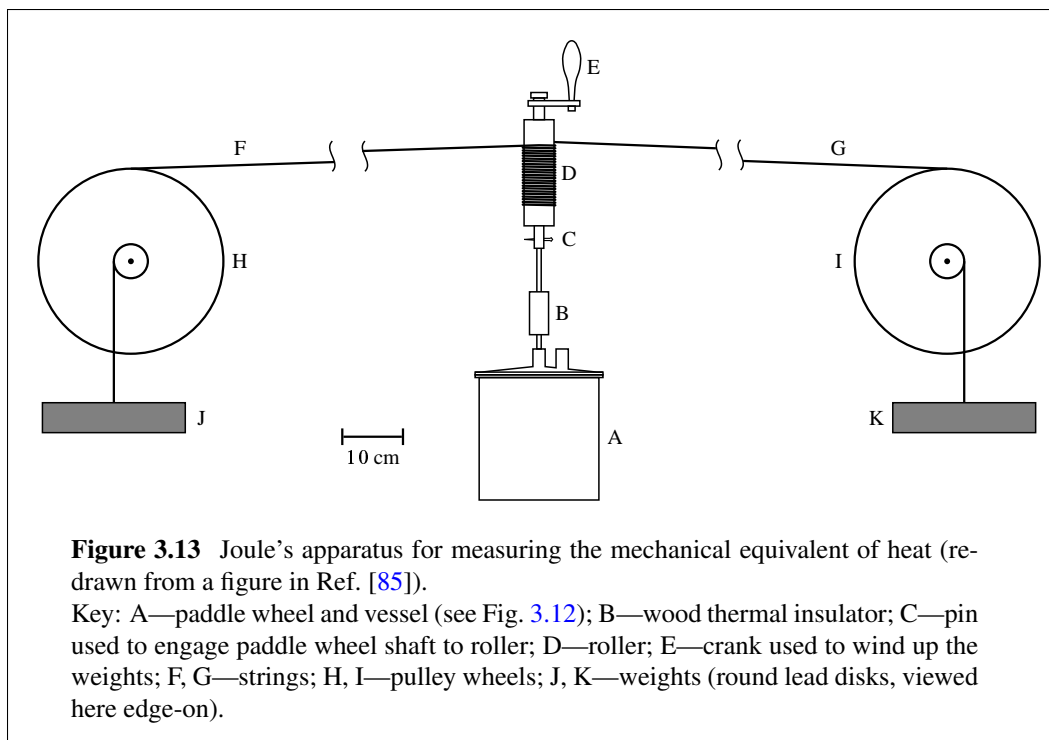 E
F
G
D
C
H
I
B
J
K
A
10 cm
Figure 3.13 Joule’s apparatus for measuring the mechanical equivalent of heat (re-
drawn from a figure in Ref. [85]).
Key: A—paddle wheel and vessel (see Fig. 3.12); B—wood thermal insulator; C—pin
used to engage paddle wheel shaft to roller; D—roller; E—crank used to wind up the
weights; F, G—strings; H, I—pulley wheels; J, K—weights (round lead disks, viewed
here edge-on).